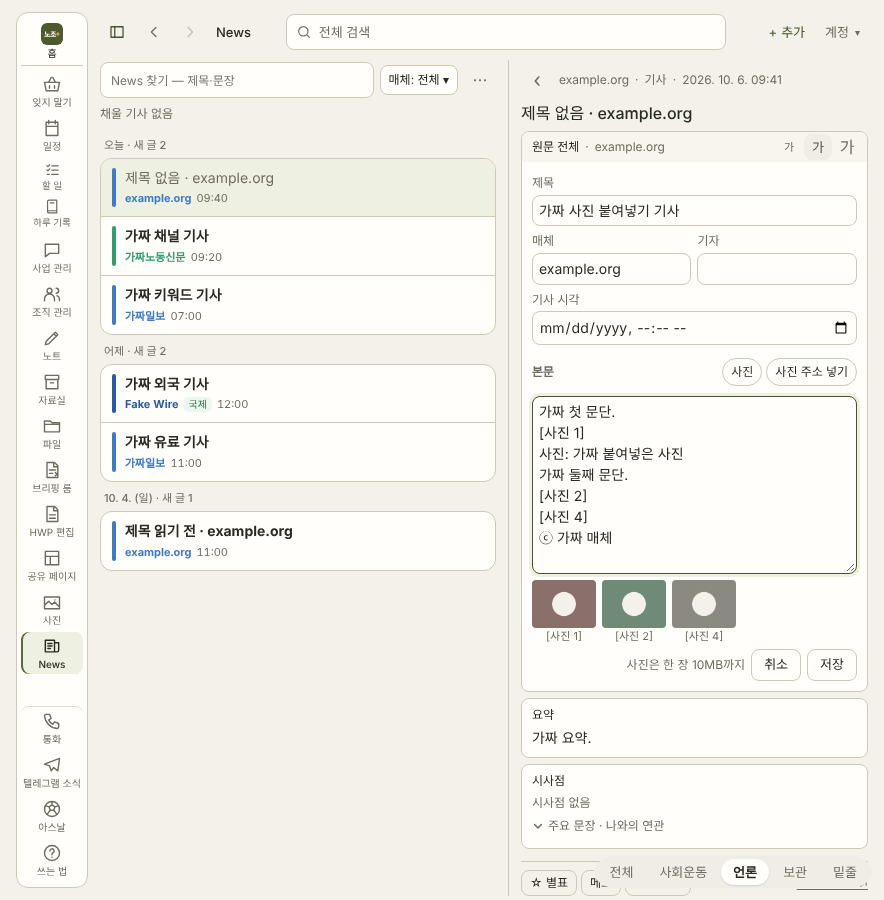 노조+
홈
잊지 말기
일정
할 일
하루 기록
사업 관리
조직 관리
노트
자료실
파일
브리핑 룸
HWP 편집
공유 페이지
사진
News
통화
텔레그램 소식
아스날
쓰는 법
News
전체 검색
+ 추가
계정 ▾
News 찾기 — 제목·문장
매체: 전체 ▾
⋯
채울 기사 없음
오늘 · 새 글 2
제목 없음 · example.org
example.org 09:40
가짜 채널 기사
가짜노동신문 09:20
가짜 키워드 기사
가짜일보 07:00
어제 · 새 글 2
가짜 외국 기사
Fake Wire 국제 12:00
가짜 유료 기사
가짜일보 11:00
10. 4. (일) · 새 글 1
제목 읽기 전 · example.org
example.org 11:00
example.org · 기사 · 2026. 10. 6. 09:41
제목 없음 · example.org
원문 전체 · example.org 가 가 가
제목
가짜 사진 붙여넣기 기사
매체 기자
example.org
기사 시각
mm/dd/yyyy, --:-- --
본문 사진 사진 주소 넣기
가짜 첫 문단.
[사진 1]
사진: 가짜 붙여넣은 사진
가짜 둘째 문단.
[사진 2]
[사진 4]
ⓒ 가짜 매체
[사진 1] [사진 2] [사진 4]
사진은 한 장 10MB까지 취소 저장
요약
가짜 요약.
시사점
시사점 없음
주요 문장 · 나와의 연관
☆ 별표
전체 사회운동 언론 보관 밑줄